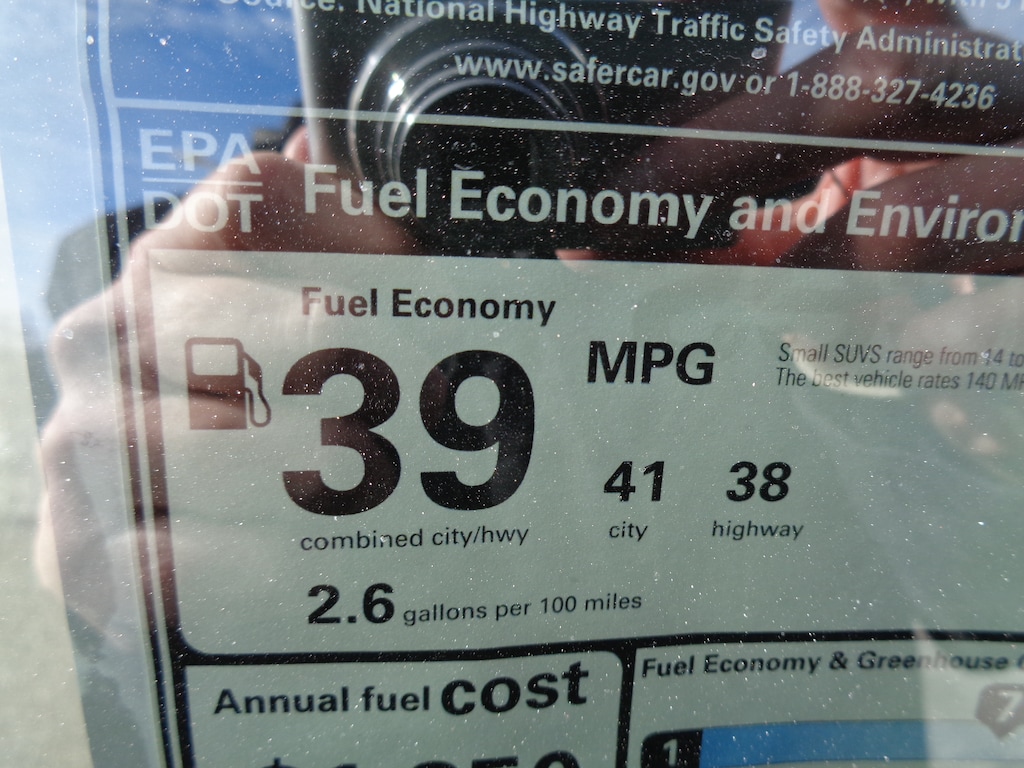 National Highway Traffic Safety Administrat
www.safercar.gov or 1-888-327-4236
EPA
DOT
Fuel Economy and Environ
Fuel Economy
39
MPG
Small SUVS range from 14 to
The best vehicle rates 140 MP
41 38
combined city/hwy
city highway
2.6 gallons per 100 miles
Annual fuel cost
Fuel Economy & Greenhouse
7
1